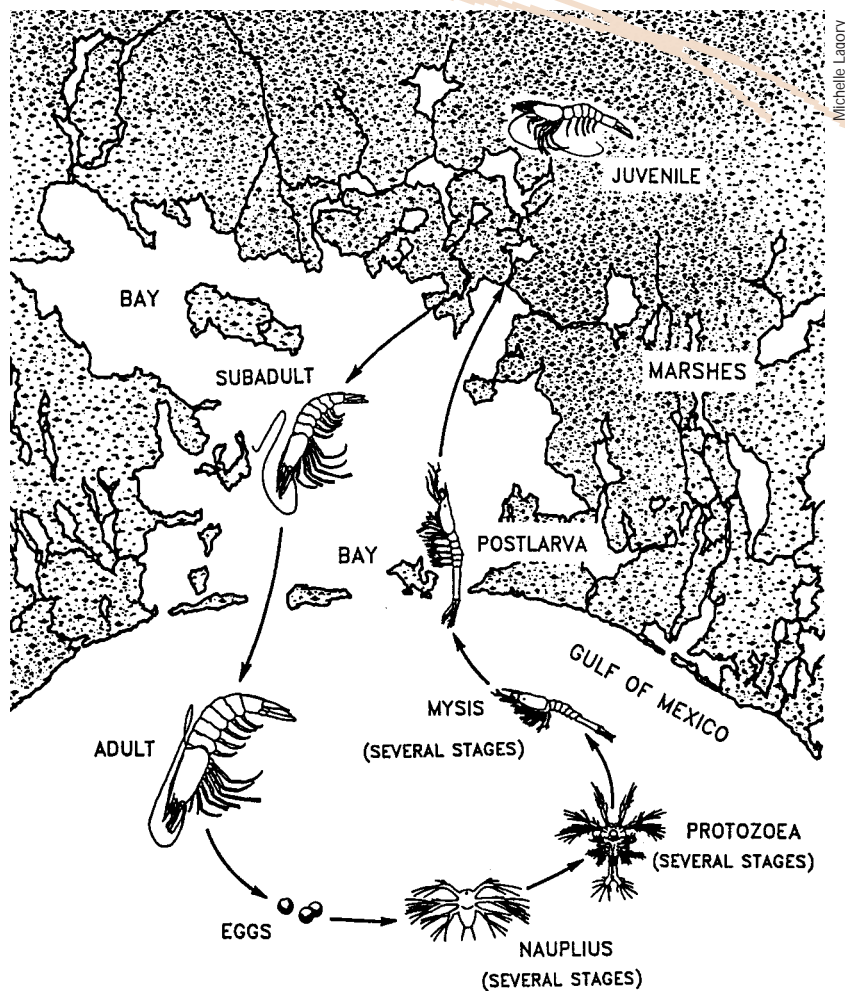 Michelle Lagory
JUVENILE
BAY
SUBADULT
MARSHES
BAY
POSTLARVA
GULF OF MEXICO
MYSIS
(SEVERAL STAGES)
ADULT
PROTOZOEA
(SEVERAL STAGES)
EGGS
NAUPLIUS
(SEVERAL STAGES)